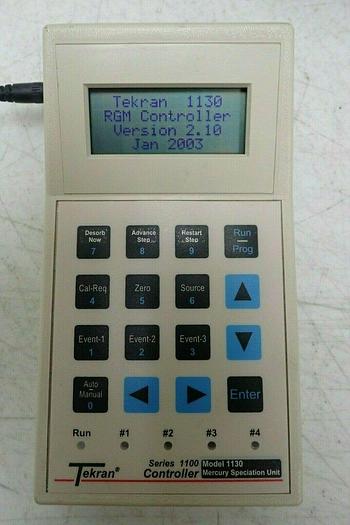 Tekran 1130
RGM Controller
Version 2.10
Jan 2003
Desorb Now 7
Advance Step 8
Restart Step 9
Run Prog
Cal-Req 4
Zero 5
Source 6
Event-1 1
Event-2 2
Event-3 3
Auto Manual 0
Enter
Run #1 #2 #3 #4
Tekran® Series 1100 Controller
Model 1130
Mercury Speciation Unit